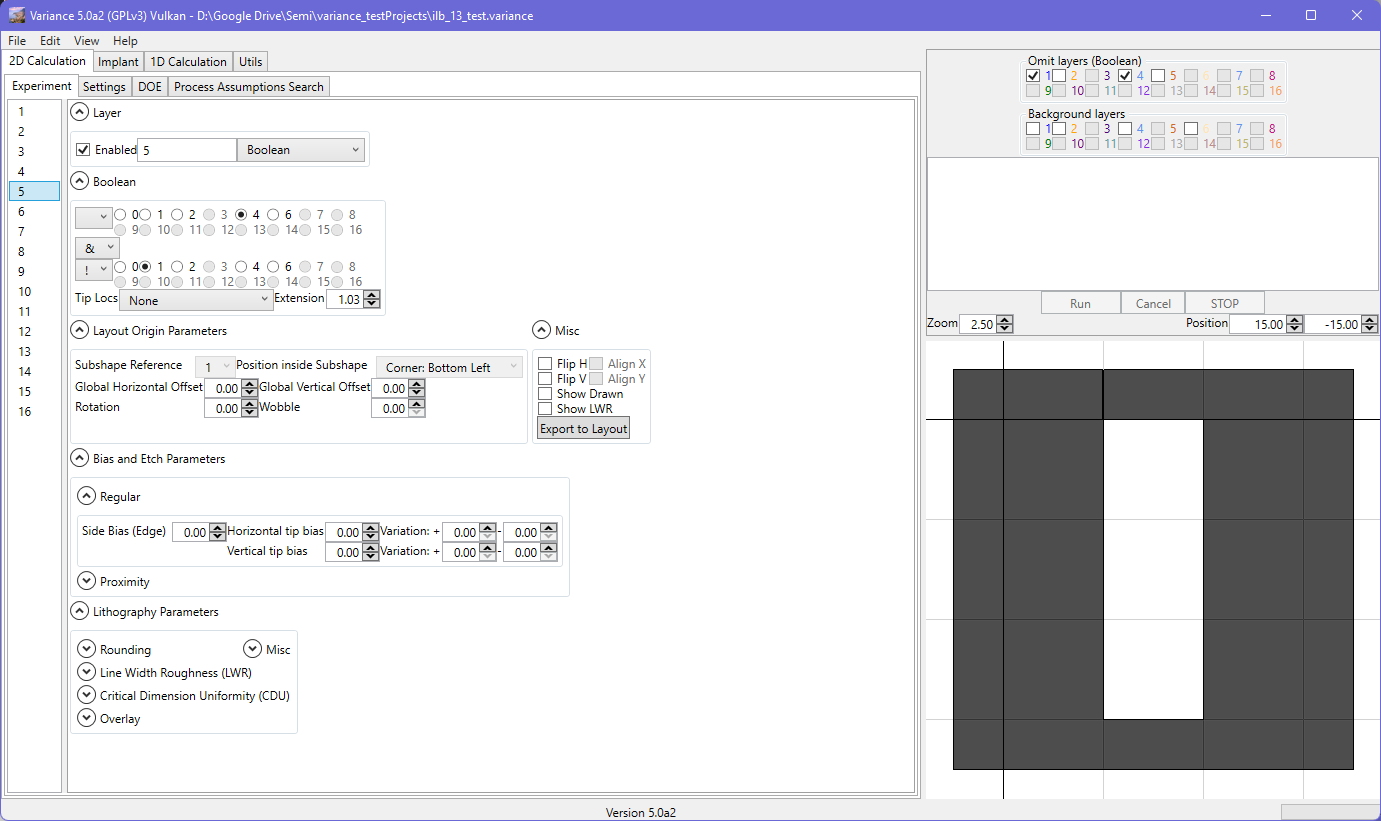 Variance 5.0a2 (GPLv3) Vulkan - D:\Google Drive\Semi\variance_testProjects\ilb_13_test.variance
File Edit View Help
2D Calculation Implant 1D Calculation Utils
Experiment Settings DOE Process Assumptions Search
1
2
3
4
5
6
7
8
9
10
11
12
13
14
15
16
Layer
Enabled 5 Boolean
Boolean
0 1 2 3 4 6 7 8
9 10 11 12 13 14 15 16
&
! 0 1 2 3 4 6 7 8
9 10 11 12 13 14 15 16
Tip Locs None Extension 1.03
Layout Origin Parameters
Subshape Reference 1 Position inside Subshape Corner: Bottom Left
Global Horizontal Offset 0.00 Global Vertical Offset 0.00
Rotation 0.00 Wobble 0.00
Misc
Flip H Align X
Flip V Align Y
Show Drawn
Show LWR
Export to Layout
Bias and Etch Parameters
Regular
Side Bias (Edge) 0.00 Horizontal tip bias 0.00 Variation: + 0.00 - 0.00
Vertical tip bias 0.00 Variation: + 0.00 - 0.00
Proximity
Lithography Parameters
Rounding Misc
Line Width Roughness (LWR)
Critical Dimension Uniformity (CDU)
Overlay
Omit layers (Boolean)
1 2 3 4 5 6 7 8
9 10 11 12 13 14 15 16
Background layers
1 2 3 4 5 6 7 8
9 10 11 12 13 14 15 16
Run Cancel STOP
Zoom 2.50 Position 15.00 -15.00
Version 5.0a2